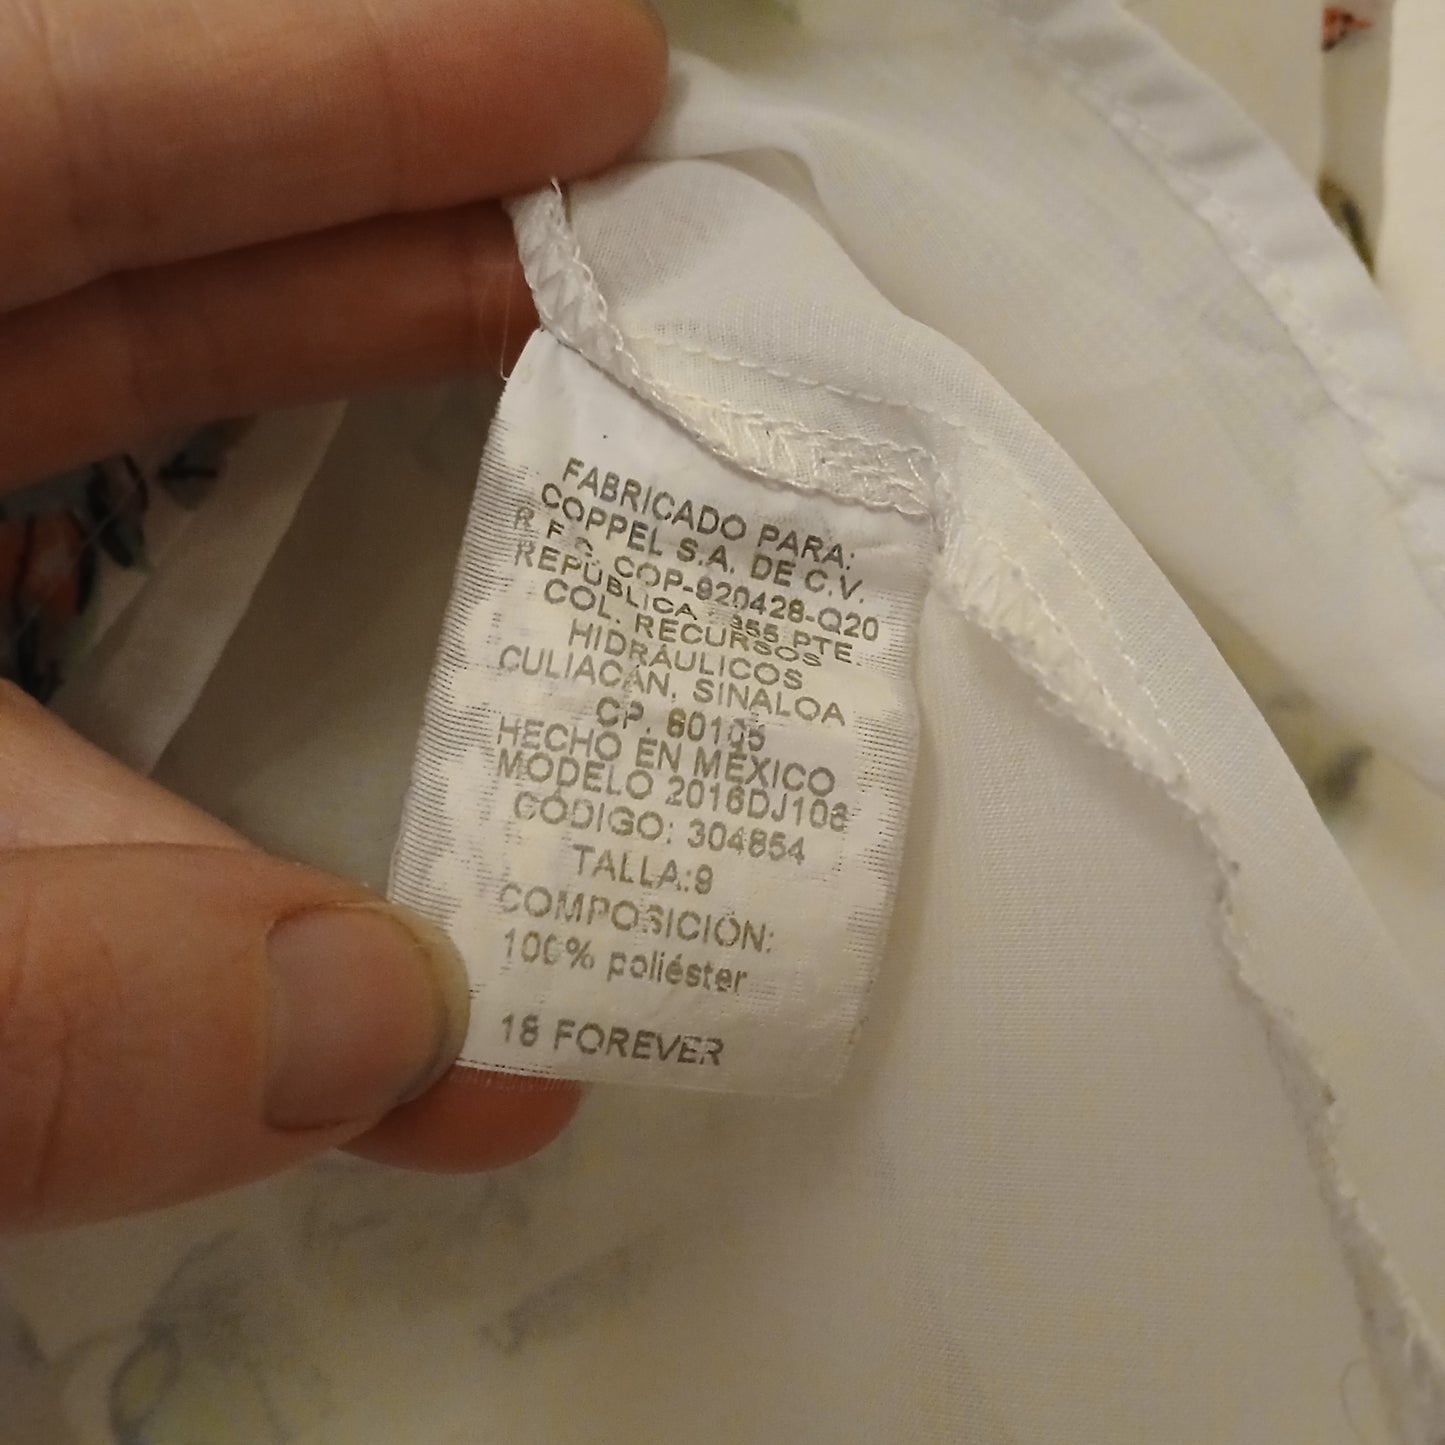 FABRICADO PARA:
COPPEL S.A. DE C.V.
R F C. COP-920428-Q20
REPÚBLICA 355 PTE.
COL. RECURSOS
HIDRÁULICOS
CULIACÁN, SINALOA
CP. 80105
HECHO EN MÉXICO
MODELO 2016DJ106
CÓDIGO: 304854
TALLA:9
COMPOSICIÓN:
100% poliéster
18 FOREVER